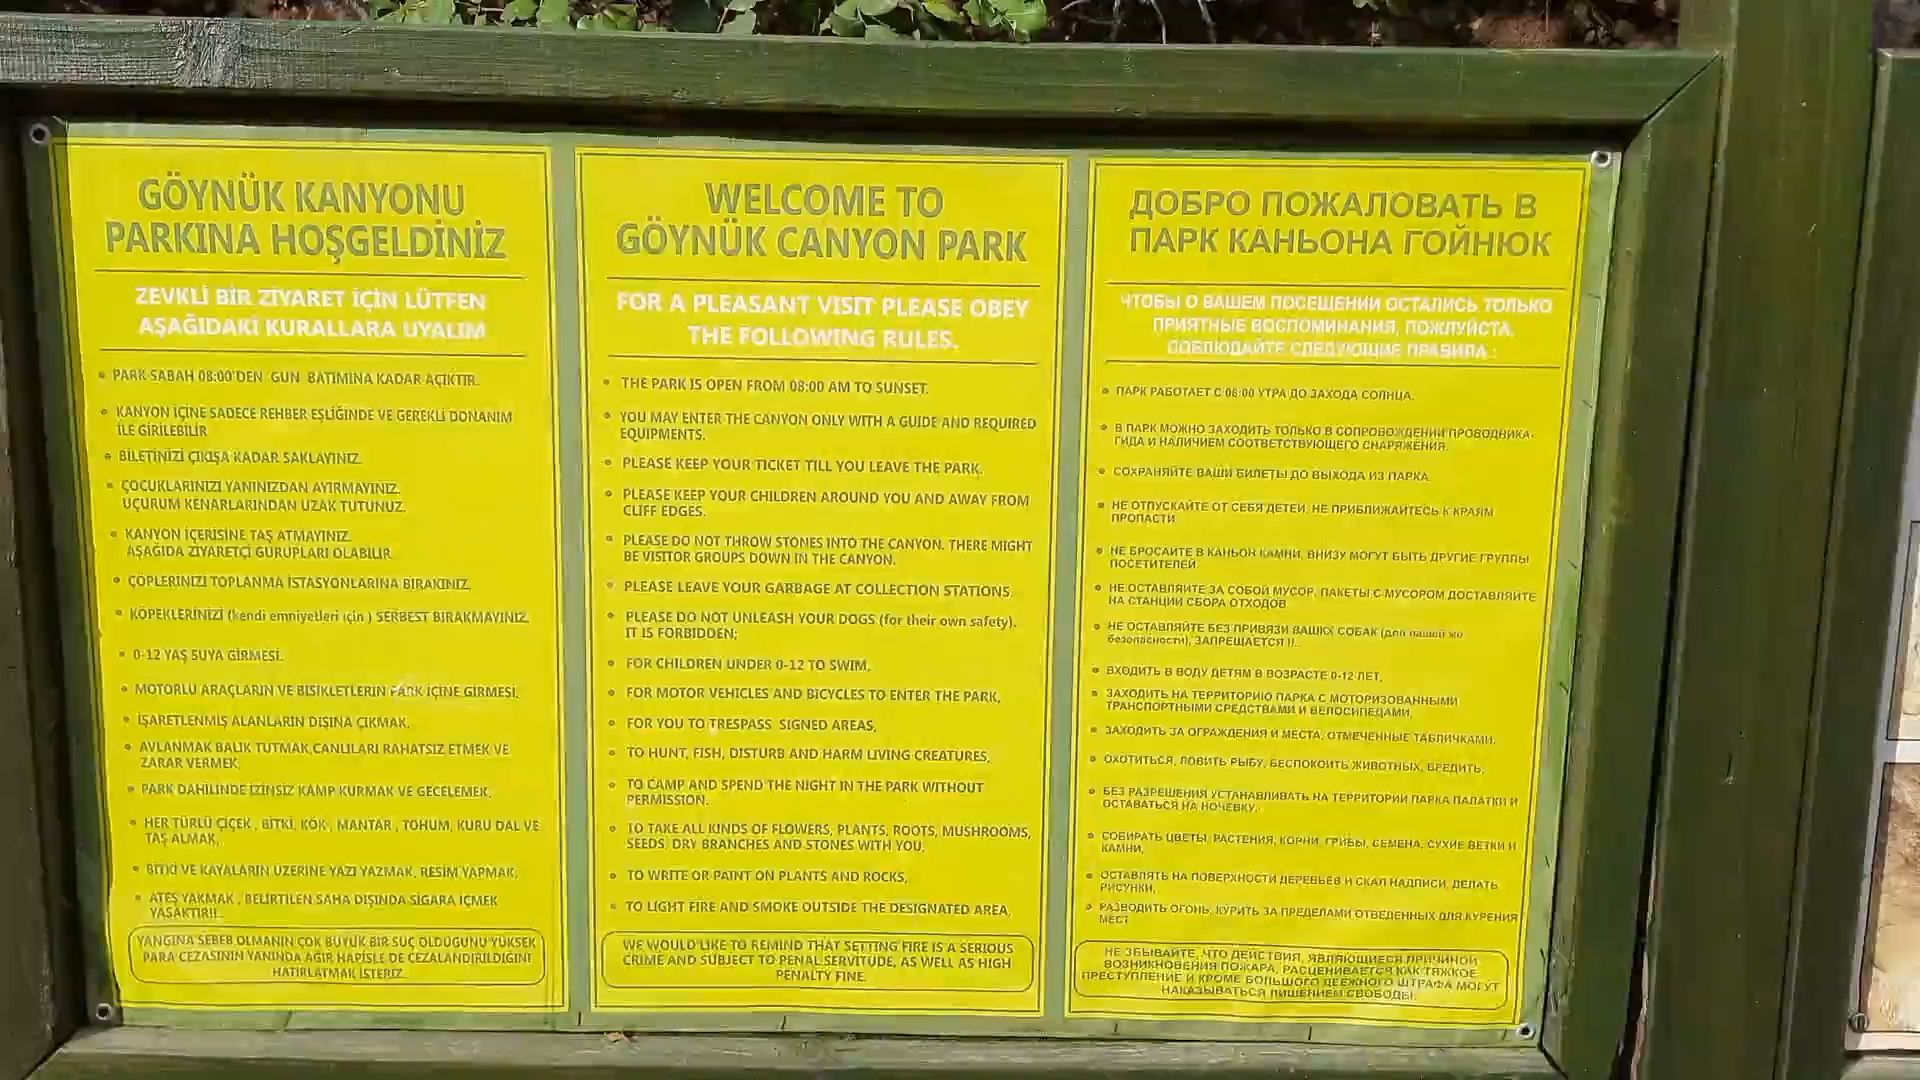 GÖYNÜK KANYONU
PARKINA HOŞGELDİNİZ
ZEVKLİ BİR ZİYARET İÇİN LÜTFEN
AŞAĞIDAKİ KURALLARA UYALIM
PARK SABAH 08:00'DEN GUN BATIMINA KADAR AÇIKTIR.
KANYON İÇİNE SADECE REHBER EŞLİĞİNDE VE GEREKLİ DONANIM
İLE GİRİLEBİLİR
BİLETİNİZİ ÇIKIŞA KADAR SAKLAYINIZ.
ÇOCUKLARINIZI YANINIZDAN AYIRMAYINIZ.
UÇURUM KENARLARINDAN UZAK TUTUNUZ.
KANYON İÇERİSİNE TAŞ ATMAYINIZ.
AŞAĞIDA ZİYARETÇİ GURUPLARI OLABİLİR.
ÇÖPLERİNİZİ TOPLANMA İSTASYONLARINA BIRAKINIZ.
KÖPEKLERİNİZİ (kendi emniyetleri için ) SERBEST BIRAKMAYINIZ.
0-12 YAŞ SUYA GİRMESİ.
MOTORLU ARAÇLARIN VE BISIKLETLERIN PARK İÇİNE GİRMESİ,
İŞARETLENMİŞ ALANLARIN DIŞINA ÇIKMAK,
AVLANMAK BALIK TUTMAK,CANLILARI RAHATSIZ ETMEK VE
ZARAR VERMEK,
PARK DAHİLİNDE İZİNSİZ KAMP KURMAK VE GECELEMEK,
HER TÜRLÜ ÇİÇEK , BİTKİ, KÖK , MANTAR , TOHUM, KURU DAL VE
TAŞ ALMAK,
BİTKİ VE KAYALARIN ÜZERİNE YAZI YAZMAK, RESİM YAPMAK,
ATEŞ YAKMAK , BELIRTILEN SAHA DIŞINDA SİGARA İÇMEK
YASAKTIR!!..
YANGINA SEBEB OLMANIN ÇOK BÜYÜK BİR SUÇ OLDUĞUNU YÜKSEK
PARA CEZASININ YANINDA AĞIR HAPİSLE DE CEZALANDIRILDIĞINI
HATIRLATMAK İSTERİZ.
WELCOME TO
GÖYNÜK CANYON PARK
FOR A PLEASANT VISIT PLEASE OBEY
THE FOLLOWING RULES.
THE PARK IS OPEN FROM 08:00 AM TO SUNSET.
YOU MAY ENTER THE CANYON ONLY WITH A GUIDE AND REQUIRED
EQUIPMENTS.
PLEASE KEEP YOUR TICKET TILL YOU LEAVE THE PARK.
PLEASE KEEP YOUR CHILDREN AROUND YOU AND AWAY FROM
CLIFF EDGES.
PLEASE DO NOT THROW STONES INTO THE CANYON. THERE MIGHT
BE VISITOR GROUPS DOWN IN THE CANYON.
PLEASE LEAVE YOUR GARBAGE AT COLLECTION STATIONS.
PLEASE DO NOT UNLEASH YOUR DOGS (for their own safety).
IT IS FORBIDDEN;
FOR CHILDREN UNDER 0-12 TO SWIM,
FOR MOTOR VEHICLES AND BICYCLES TO ENTER THE PARK,
FOR YOU TO TRESPASS SIGNED AREAS,
TO HUNT, FISH, DISTURB AND HARM LIVING CREATURES,
TO CAMP AND SPEND THE NIGHT IN THE PARK WITHOUT
PERMISSION.
TO TAKE ALL KINDS OF FLOWERS, PLANTS, ROOTS, MUSHROOMS,
SEEDS, DRY BRANCHES AND STONES WITH YOU,
TO WRITE OR PAINT ON PLANTS AND ROCKS,
TO LIGHT FIRE AND SMOKE OUTSIDE THE DESIGNATED AREA,
WE WOULD LIKE TO REMIND THAT SETTING FIRE IS A SERIOUS
CRIME AND SUBJECT TO PENAL SERVITUDE, AS WELL AS HIGH
PENALTY FINE.
ДОБРО ПОЖАЛОВАТЬ В
ПАРК КАНЬОНА ГОЙНЮК
ЧТОБЫ О ВАШЕМ ПОСЕЩЕНИИ ОСТАЛИСЬ ТОЛЬКО
ПРИЯТНЫЕ ВОСПОМИНАНИЯ, ПОЖЛУЙСТА,
СОБЛЮДАЙТЕ СЛЕДУЮЩИЕ ПРАВИЛА :
ПАРК РАБОТАЕТ С 08:00 УТРА ДО ЗАХОДА СОЛНЦА.
В ПАРК МОЖНО ЗАХОДИТЬ ТОЛЬКО В СОПРОВОЖДЕНИИ ПРОВОДНИКА-
ГИДА И НАЛИЧИЕМ СООТВЕТСТВУЮЩЕГО СНАРЯЖЕНИЯ.
СОХРАНЯЙТЕ ВАШИ БИЛЕТЫ ДО ВЫХОДА ИЗ ПАРКА.
НЕ ОТПУСКАЙТЕ ОТ СЕБЯ ДЕТЕЙ, НЕ ПРИБЛИЖАЙТЕСЬ К КРАЯМ
ПРОПАСТИ
НЕ БРОСАЙТЕ В КАНЬОН КАМНИ, ВНИЗУ МОГУТ БЫТЬ ДРУГИЕ ГРУППЫ
ПОСЕТИТЕЛЕЙ.
НЕ ОСТАВЛЯЙТЕ ЗА СОБОЙ МУСОР, ПАКЕТЫ С МУСОРОМ ДОСТАВЛЯЙТЕ
НА СТАНЦИИ СБОРА ОТХОДОВ
НЕ ОСТАВЛЯЙТЕ БЕЗ ПРИВЯЗИ ВАШИХ СОБАК (для вашей же
безопасности), ЗАПРЕЩАЕТСЯ !!..
ВХОДИТЬ В ВОДУ ДЕТЯМ В ВОЗРАСТЕ 0-12 ЛЕТ,
ЗАХОДИТЬ НА ТЕРРИТОРИЮ ПАРКА С МОТОРИЗОВАННЫМИ
ТРАНСПОРТНЫМИ СРЕДСТВАМИ И ВЕЛОСИПЕДАМИ,
ЗАХОДИТЬ ЗА ОГРАЖДЕНИЯ И МЕСТА, ОТМЕЧЕННЫЕ ТАБЛИЧКАМИ.
ОХОТИТЬСЯ, ЛОВИТЬ РЫБУ, БЕСПОКОИТЬ ЖИВОТНЫХ, ВРЕДИТЬ,
БЕЗ РАЗРЕШЕНИЯ УСТАНАВЛИВАТЬ НА ТЕРРИТОРИИ ПАРКА ПАЛАТКИ И
ОСТАВАТЬСЯ НА НОЧЕВКУ,
СОБИРАТЬ ЦВЕТЫ, РАСТЕНИЯ, КОРНИ, ГРИБЫ, СЕМЕНА, СУХИЕ ВЕТКИ И
КАМНИ,
ОСТАВЛЯТЬ НА ПОВЕРХНОСТИ ДЕРЕВЬЕВ И СКАЛ НАДПИСИ, ДЕЛАТЬ
РИСУНКИ,
РАЗВОДИТЬ ОГОНЬ, КУРИТЬ ЗА ПРЕДЕЛАМИ ОТВЕДЕННЫХ ДЛЯ КУРЕНИЯ
МЕСТ
НЕ ЗБЫВАЙТЕ, ЧТО ДЕЙСТВИЯ, ЯВЛЯЮЩИЕСЯ ПРИЧИНОЙ
ВОЗНИКНОВЕНИЯ ПОЖАРА, РАСЦЕНИВАЕТСЯ КАК ТЯЖКОЕ
ПРЕСТУПЛЕНИЕ И КРОМЕ БОЛЬШОГО ДЕЕЖНОГО ШТРАФА МОГУТ
НАКАЗЫВАТЬСЯ ЛИШЕНИЕМ СВОБОДЫ.